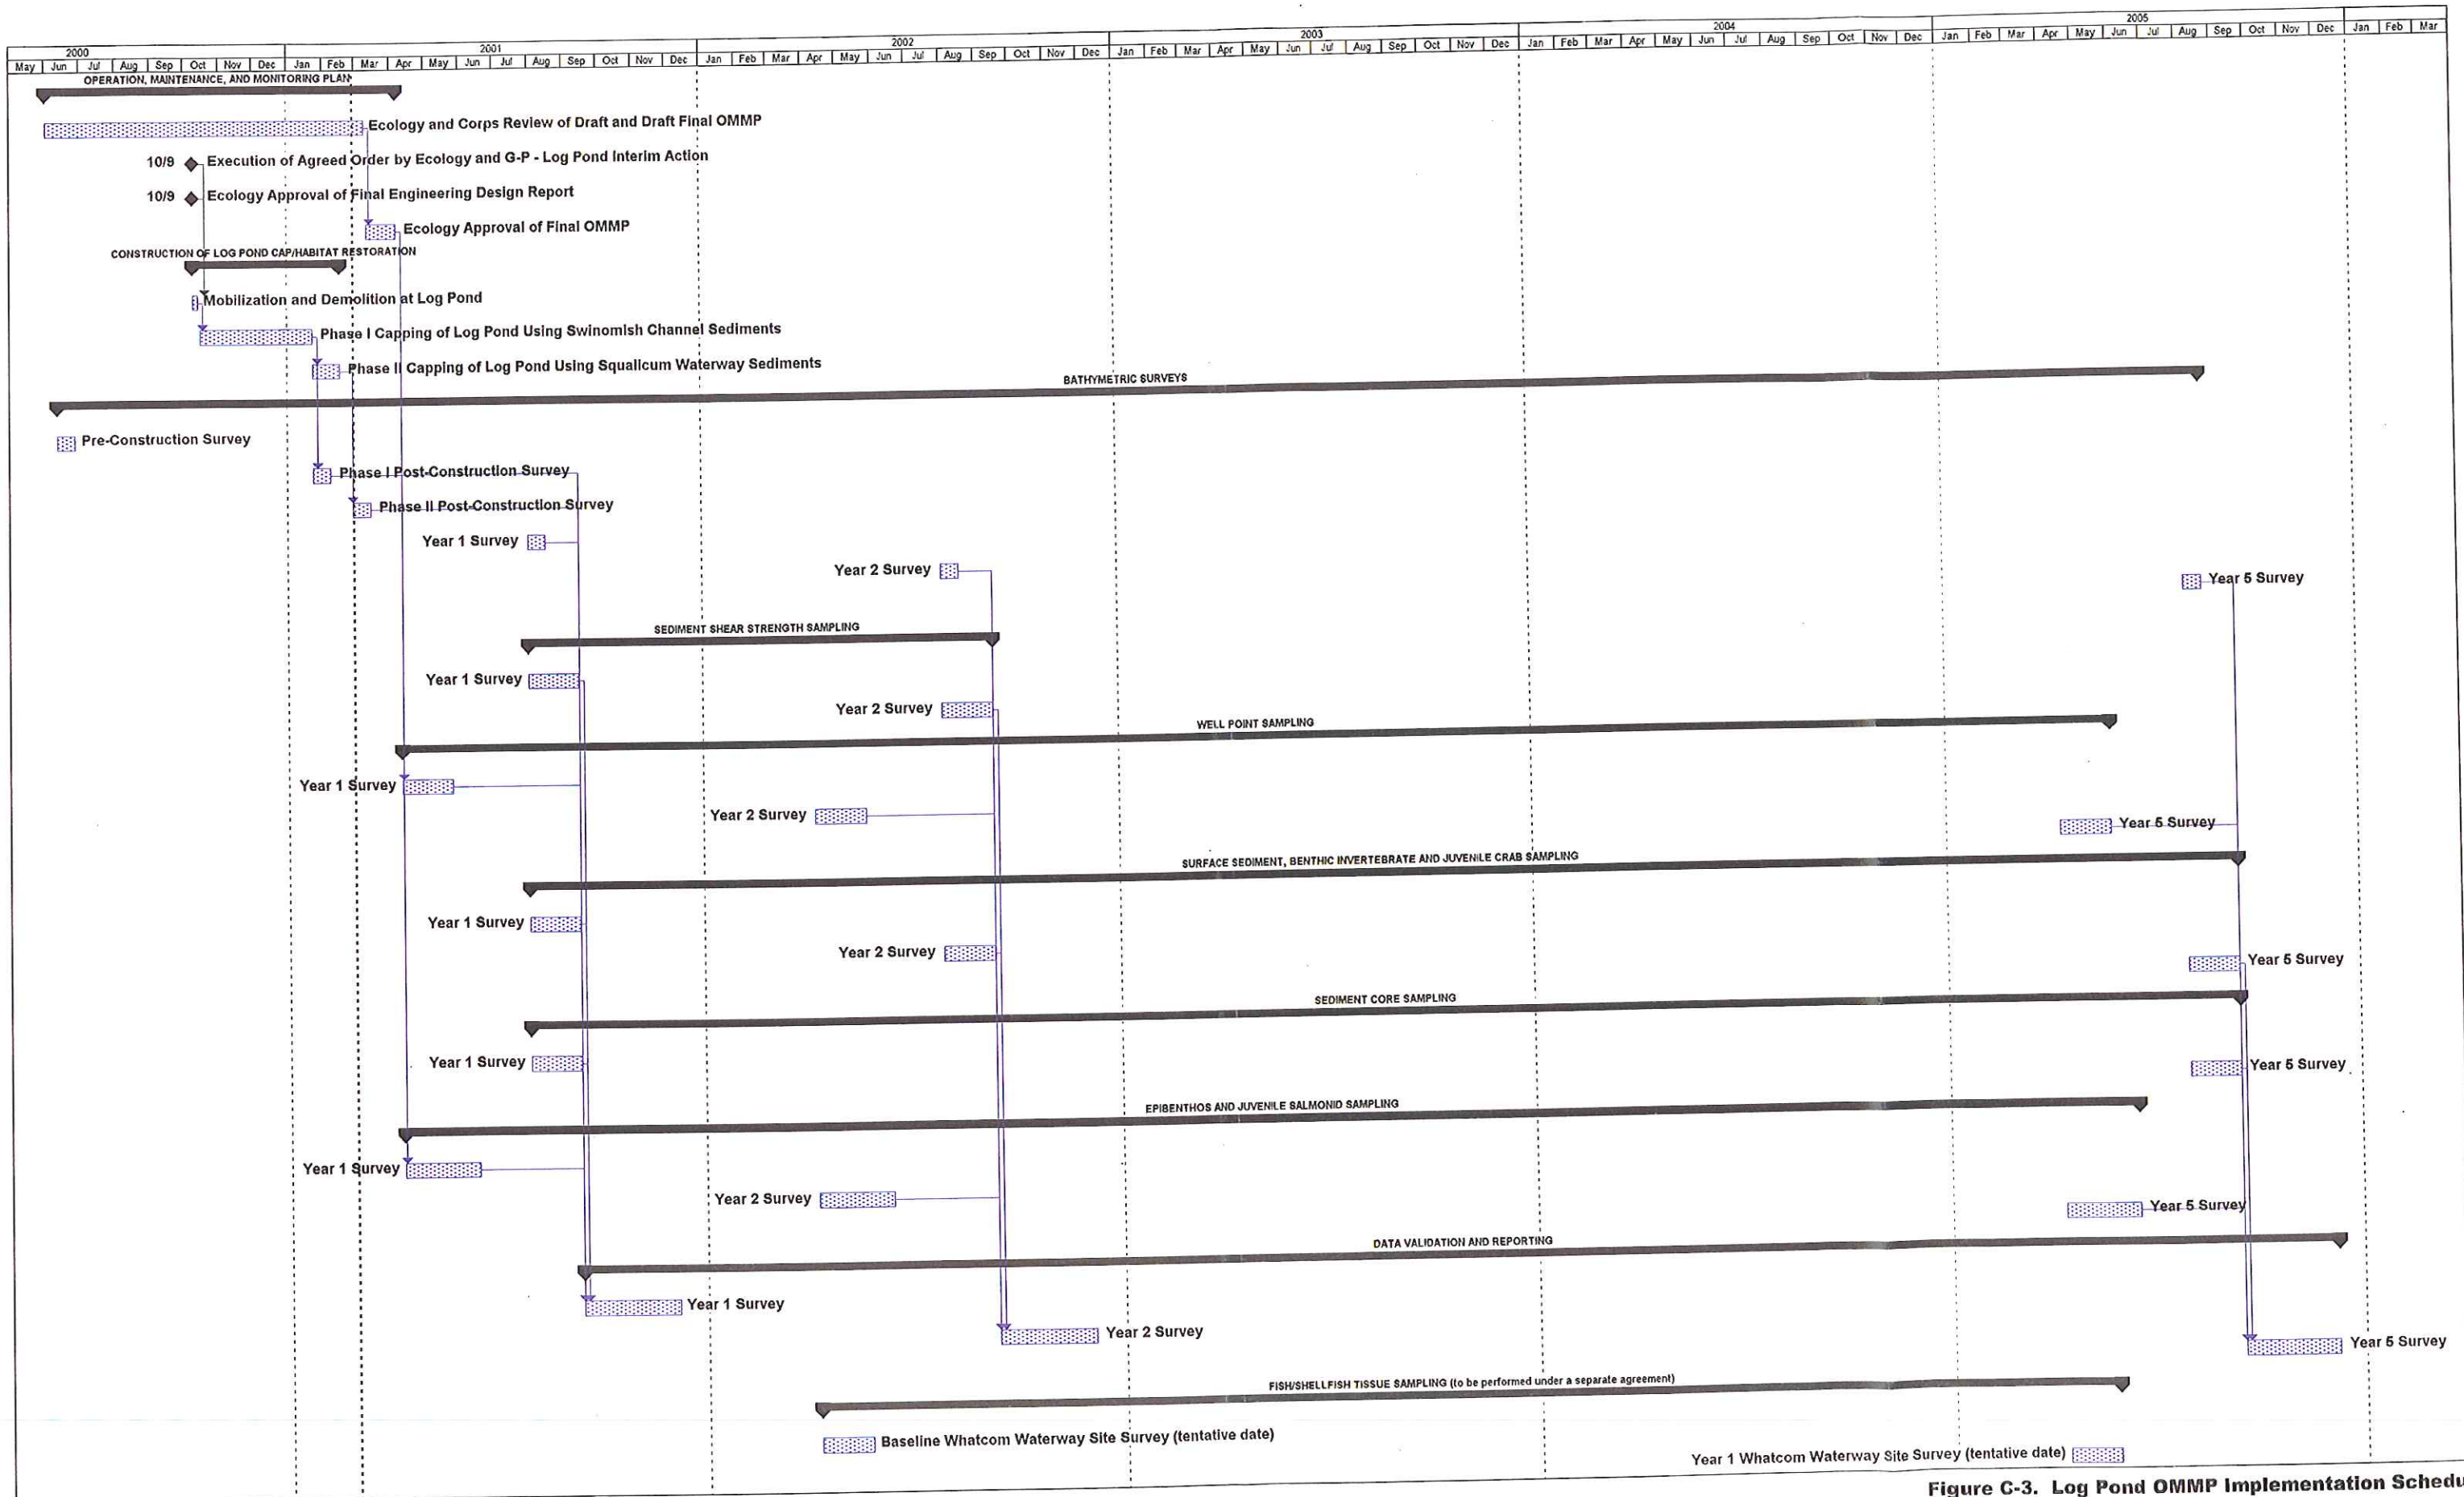 2000 2001 2002 2003 2004 2005
May Jun Jul Aug Sep Oct Nov Dec Jan Feb Mar Apr May Jun Jul Aug Sep Oct Nov Dec Jan Feb Mar Apr May Jun Jul Aug Sep Oct Nov Dec Jan Feb Mar Apr May Jun Jul Aug Sep Oct Nov Dec Jan Feb Mar Apr May Jun Jul Aug Sep Oct Nov Dec Jan Feb Mar Apr May Jun Jul Aug Sep Oct Nov Dec Jan Feb Mar
OPERATION, MAINTENANCE, AND MONITORING PLAN
Ecology and Corps Review of Draft and Draft Final OMMP
10/9 Execution of Agreed Order by Ecology and G-P - Log Pond Interim Action
10/9 Ecology Approval of Final Engineering Design Report
Ecology Approval of Final OMMP
CONSTRUCTION OF LOG POND CAP/HABITAT RESTORATION
Mobilization and Demolition at Log Pond
Phase I Capping of Log Pond Using Swinomish Channel Sediments
Phase II Capping of Log Pond Using Squalicum Waterway Sediments
BATHYMETRIC SURVEYS
Pre-Construction Survey
Phase I Post-Construction Survey
Phase II Post-Construction Survey
Year 1 Survey
Year 2 Survey
Year 5 Survey
SEDIMENT SHEAR STRENGTH SAMPLING
Year 1 Survey
Year 2 Survey
WELL POINT SAMPLING
Year 1 Survey
Year 2 Survey
Year 5 Survey
SURFACE SEDIMENT, BENTHIC INVERTEBRATE AND JUVENILE CRAB SAMPLING
Year 1 Survey
Year 2 Survey
Year 5 Survey
SEDIMENT CORE SAMPLING
Year 1 Survey
Year 5 Survey
EPIBENTHOS AND JUVENILE SALMONID SAMPLING
Year 1 Survey
Year 2 Survey
Year 5 Survey
DATA VALIDATION AND REPORTING
Year 1 Survey
Year 2 Survey
Year 5 Survey
FISH/SHELLFISH TISSUE SAMPLING (to be performed under a separate agreement)
Baseline Whatcom Waterway Site Survey (tentative date)
Year 1 Whatcom Waterway Site Survey (tentative date)
Figure C-3. Log Pond OMMP Implementation Schedu